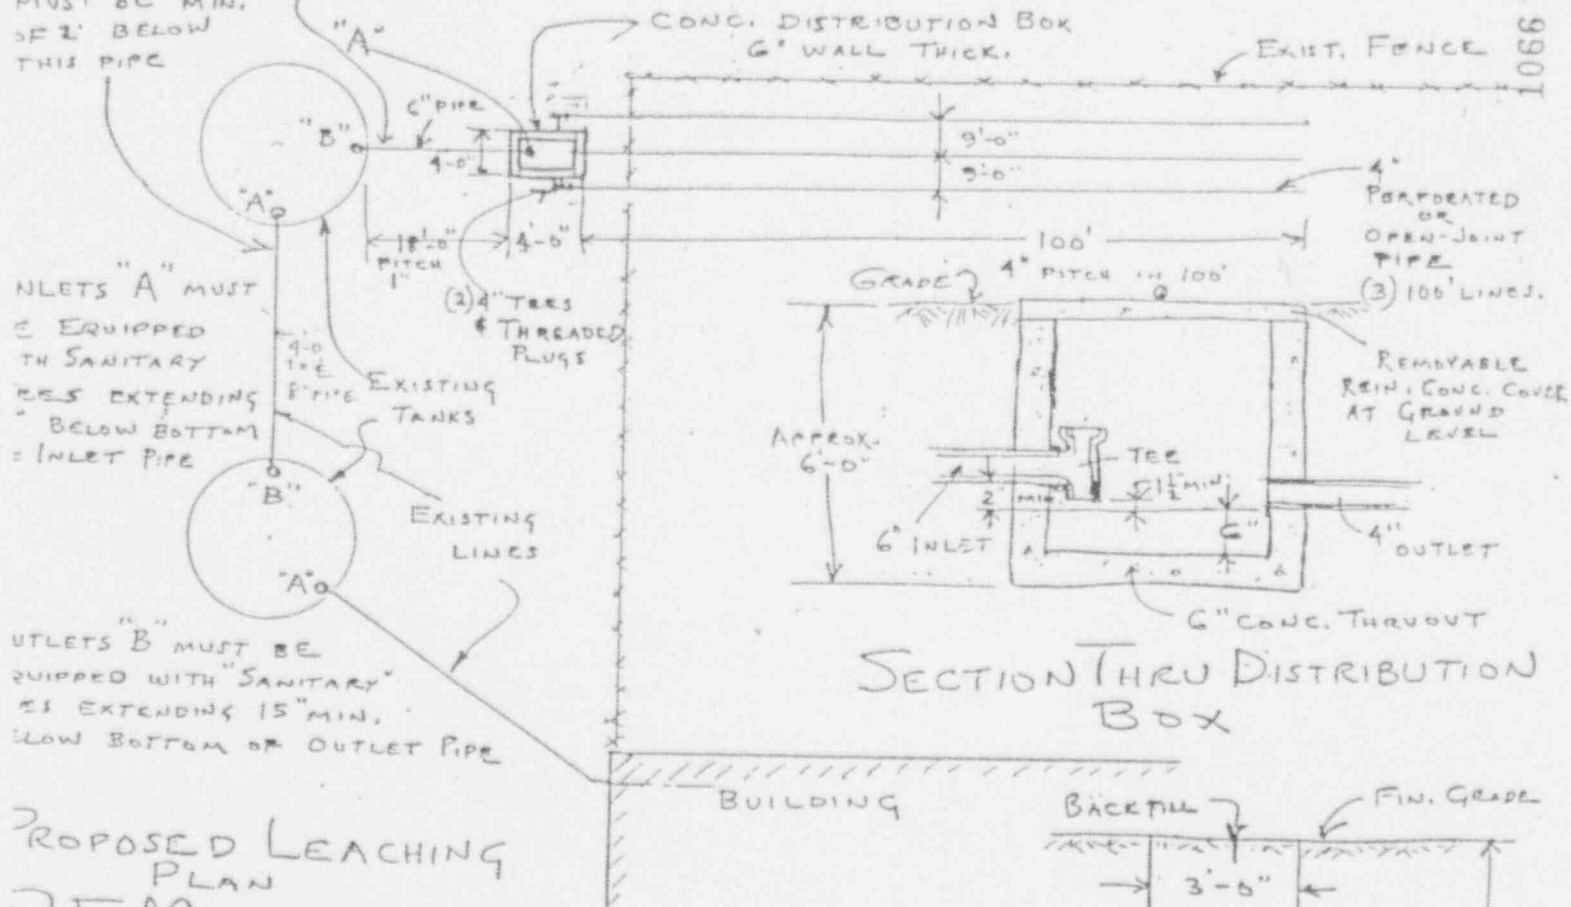 MUST BE MIN.
OF 2' BELOW
THIS PIPE
"A"
CONC. DISTRIBUTION BOX
6" WALL THICK.
EXIST. FENCE
1066
"B"
6" PIPE
4'-0"
9'-0"
9'-0"
"A"
18'-0"
PITCH
1"
4'-0"
100'
4" PITCH IN 100'
4"
PERFORATED
OR
OPEN-JOINT
PIPE
(3) 100' LINES.
(2) 4" TEES
& THREADED
PLUGS
NLETS "A" MUST
E EQUIPPED
TH SANITARY
EES EXTENDING
" BELOW BOTTOM
INLET PIPE
8" PIPE
EXISTING
TANKS
"B"
EXISTING
LINES
"A"
GRADE
REMOVABLE
REIN. CONC. COVER
AT GROUND
LEVEL
APPROX.
6'-0"
TEE
1½" MIN.
2" MIN
6"
6" INLET
4" OUTLET
6" CONC. THRUOUT
SECTION THRU DISTRIBUTION
BOX
UTLETS "B" MUST BE
QUIPPED WITH "SANITARY"
ES EXTENDING 15" MIN.
ELOW BOTTOM OF OUTLET PIPE
BUILDING
PROPOSED LEACHING
PLAN
BACKFILL
FIN. GRADE
3'-0"